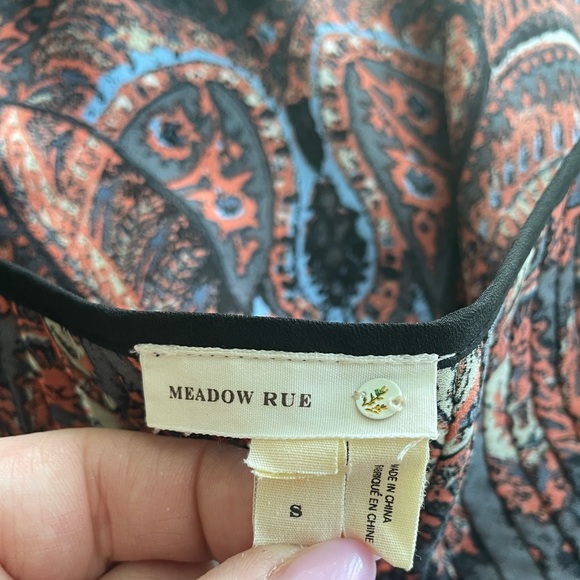 MEADOW RUE
S
MADE IN CHINA
FABRIQUÉ EN CHINE